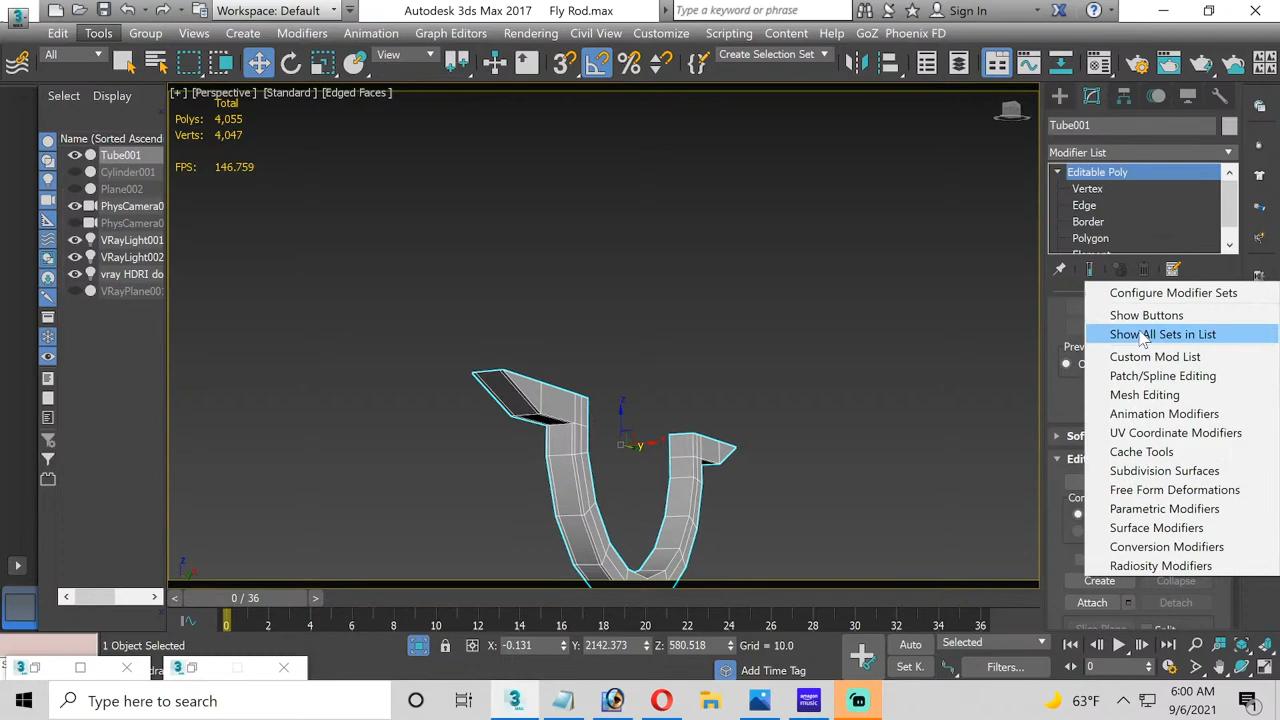 3 Workspace: Default Autodesk 3ds Max 2017 Fly Rod.max Type a keyword or phrase Sign In
Edit Tools Group Views Create Modifiers Animation Graph Editors Rendering Civil View Customize Scripting Content Help GoZ Phoenix FD
All View 3 % Create Selection Set
Select Display [+] [Perspective] [Standard] [Edged Faces]
Total
Polys: 4,055
Verts: 4,047
FPS: 146.759
Name (Sorted Ascen
Tube001
Cylinder001
Plane002
PhysCamera0
PhysCamera0
VRayLight001
VRayLight002
vray HDRI do
VRayPlane00
z
y
z
Tube001
Modifier List
Editable Poly
Vertex
Edge
Border
Polygon
Configure Modifier Sets
Show Buttons
Show All Sets in List
Custom Mod List
Patch/Spline Editing
Mesh Editing
Animation Modifiers
UV Coordinate Modifiers
Cache Tools
Subdivision Surfaces
Free Form Deformations
Parametric Modifiers
Surface Modifiers
Conversion Modifiers
Radiosity Modifiers
Create Collapse
Attach Detach
< 0 / 36 >
0 2 4 6 8 10 12 14 16 18 20 22 24 26 28 30 32 34 36
1 Object Selected X: -0.131 Y: 2142.373 Z: 580.518 Grid = 10.0 Auto Selected
Add Time Tag Set K. Filters... 0
Type here to search 63°F 6:00 AM
9/6/2021